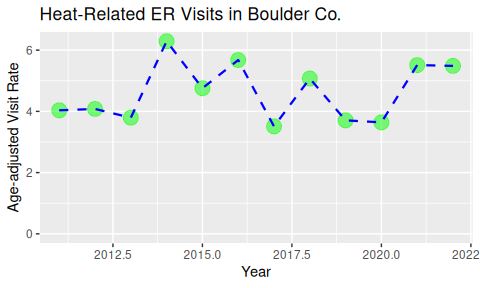 Heat-Related ER Visits in Boulder Co.
Age-adjusted Visit Rate
6
4
2
0
2012.5 2015.0 2017.5 2020.0 2022
Year